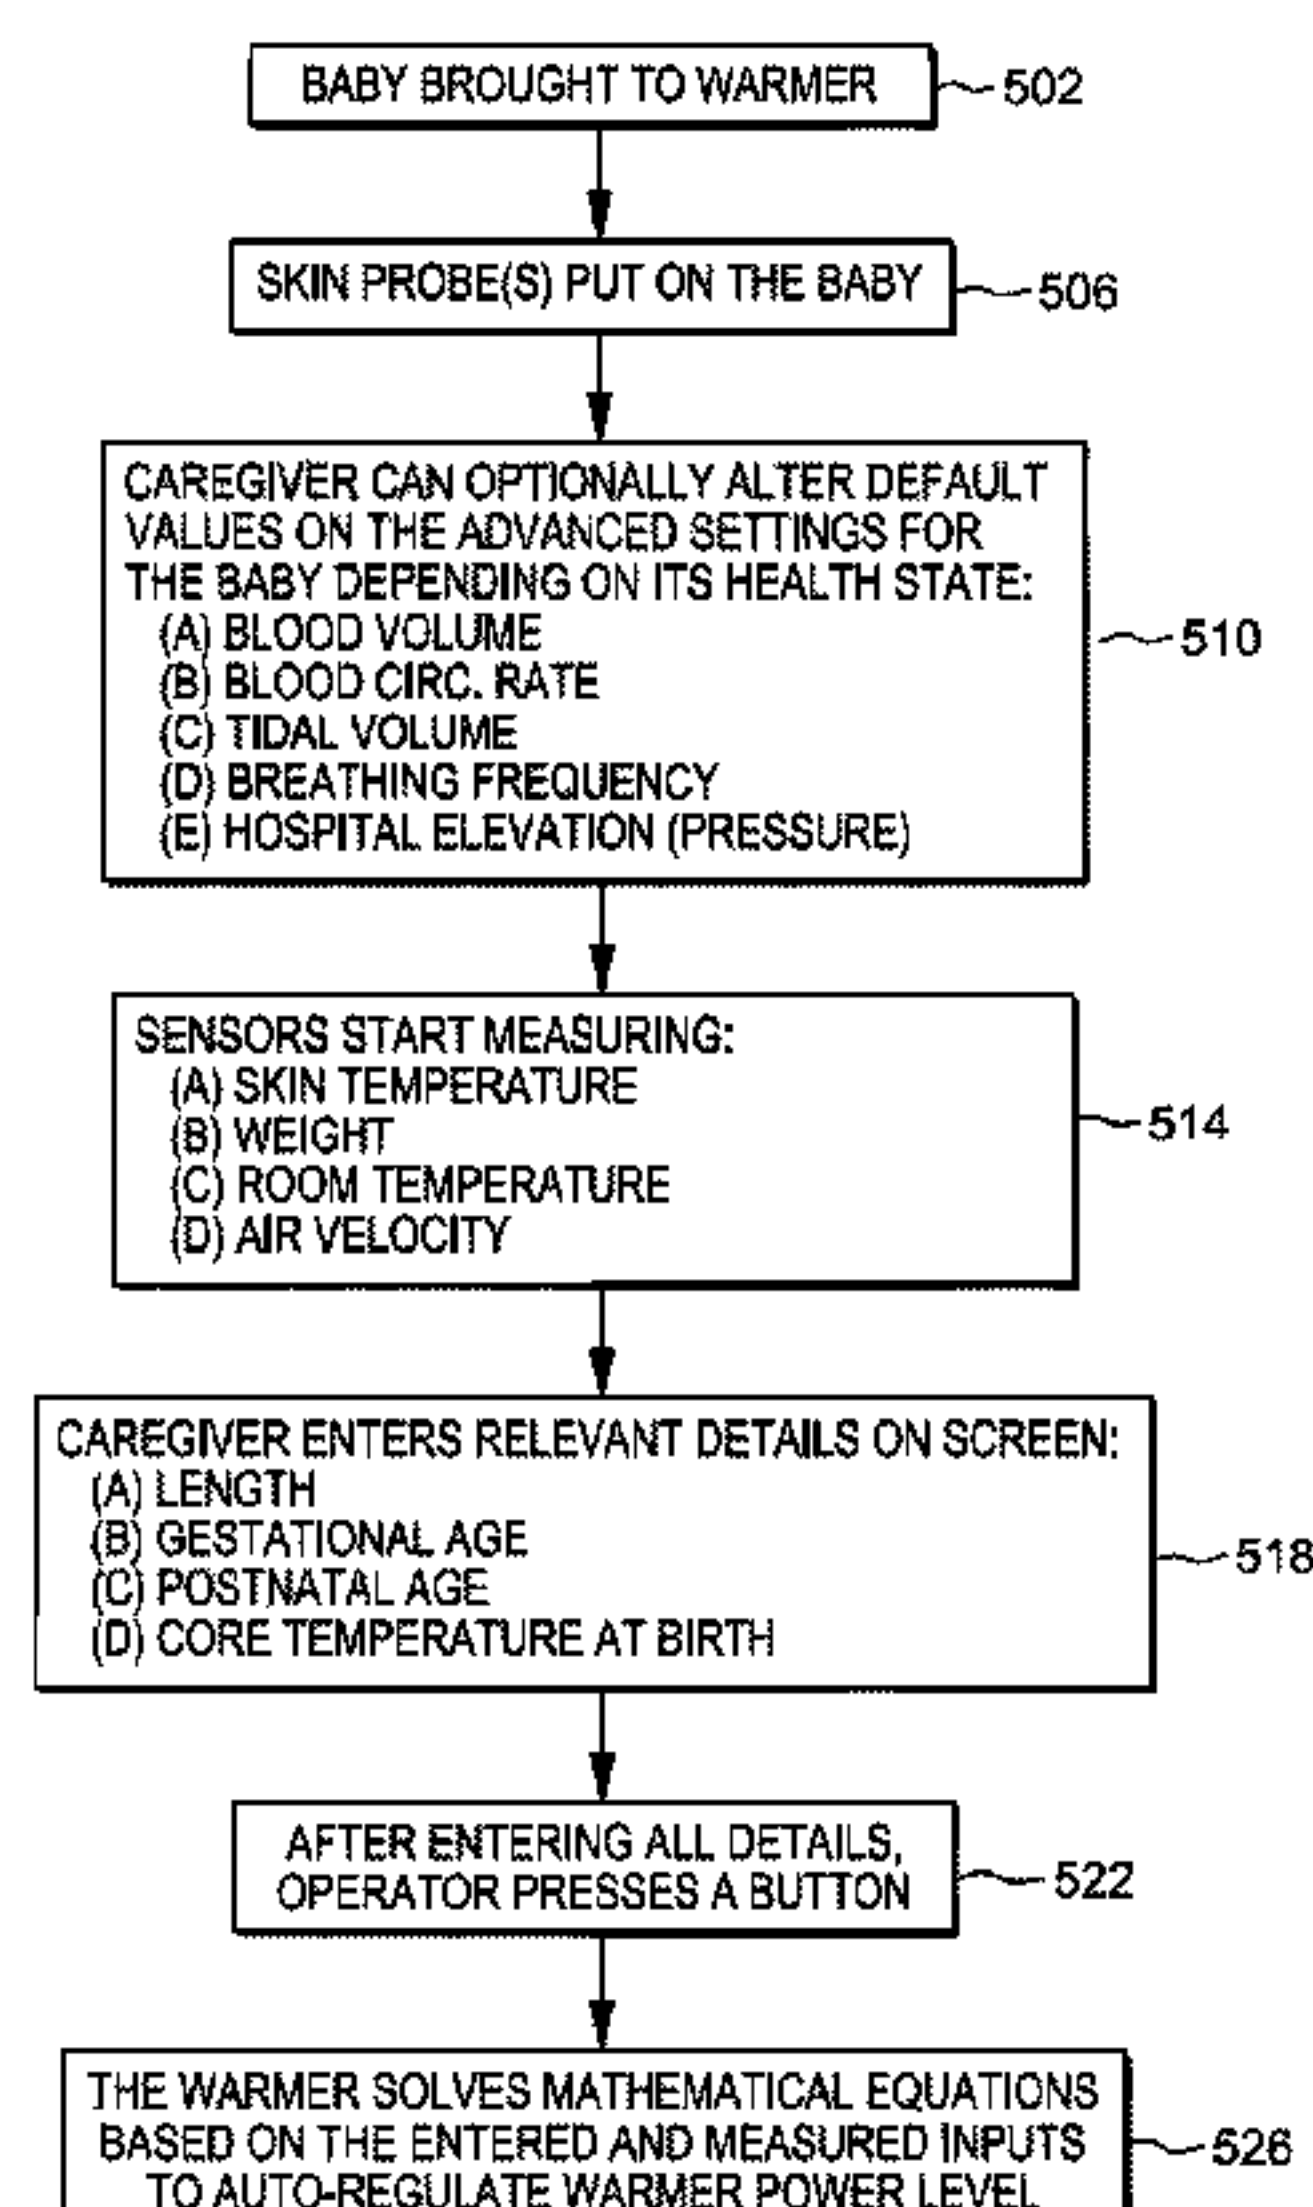 BABY BROUGHT TO WARMER
502
SKIN PROBE(S) PUT ON THE BABY
506
CAREGIVER CAN OPTIONALLY ALTER DEFAULT
VALUES ON THE ADVANCED SETTINGS FOR
THE BABY DEPENDING ON ITS HEALTH STATE:
(A) BLOOD VOLUME
(B) BLOOD CIRC. RATE
(C) TIDAL VOLUME
(D) BREATHING FREQUENCY
(E) HOSPITAL ELEVATION (PRESSURE)
510
SENSORS START MEASURING:
(A) SKIN TEMPERATURE
(B) WEIGHT
(C) ROOM TEMPERATURE
(D) AIR VELOCITY
514
CAREGIVER ENTERS RELEVANT DETAILS ON SCREEN:
(A) LENGTH
(B) GESTATIONAL AGE
(C) POSTNATAL AGE
(D) CORE TEMPERATURE AT BIRTH
518
AFTER ENTERING ALL DETAILS,
OPERATOR PRESSES A BUTTON
522
THE WARMER SOLVES MATHEMATICAL EQUATIONS
BASED ON THE ENTERED AND MEASURED INPUTS
TO AUTO-REGULATE WARMER POWER LEVEL
526